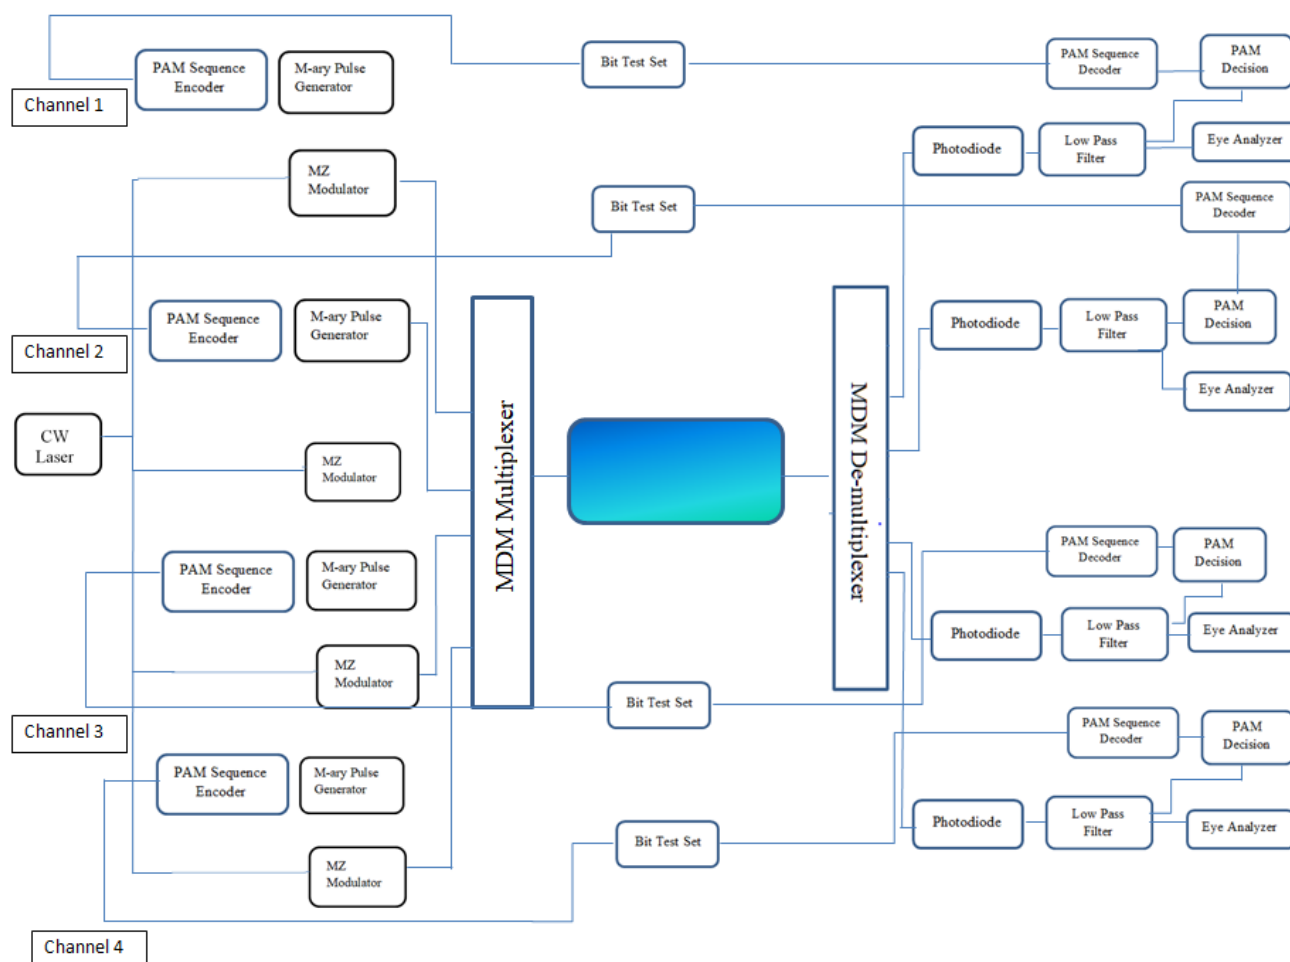 PAM Sequence
Encoder
M-ary Pulse
Generator
Channel 1
Bit Test Set
PAM Sequence
Decoder
PAM
Decision
Photodiode
Low Pass
Filter
Eye Analyzer
MZ
Modulator
Bit Test Set
PAM Sequence
Decoder
PAM Sequence
Encoder
M-ary Pulse
Generator
Channel 2
Photodiode
Low Pass
Filter
PAM
Decision
Eye Analyzer
CW
Laser
MZ
Modulator
MDM Multiplexer
MDM De-multiplexer
PAM Sequence
Encoder
M-ary Pulse
Generator
PAM Sequence
Decoder
PAM
Decision
Photodiode
Low Pass
Filter
Eye Analyzer
MZ
Modulator
Bit Test Set
Channel 3
PAM Sequence
Decoder
PAM
Decision
PAM Sequence
Encoder
M-ary Pulse
Generator
Photodiode
Low Pass
Filter
Eye Analyzer
Bit Test Set
MZ
Modulator
Channel 4